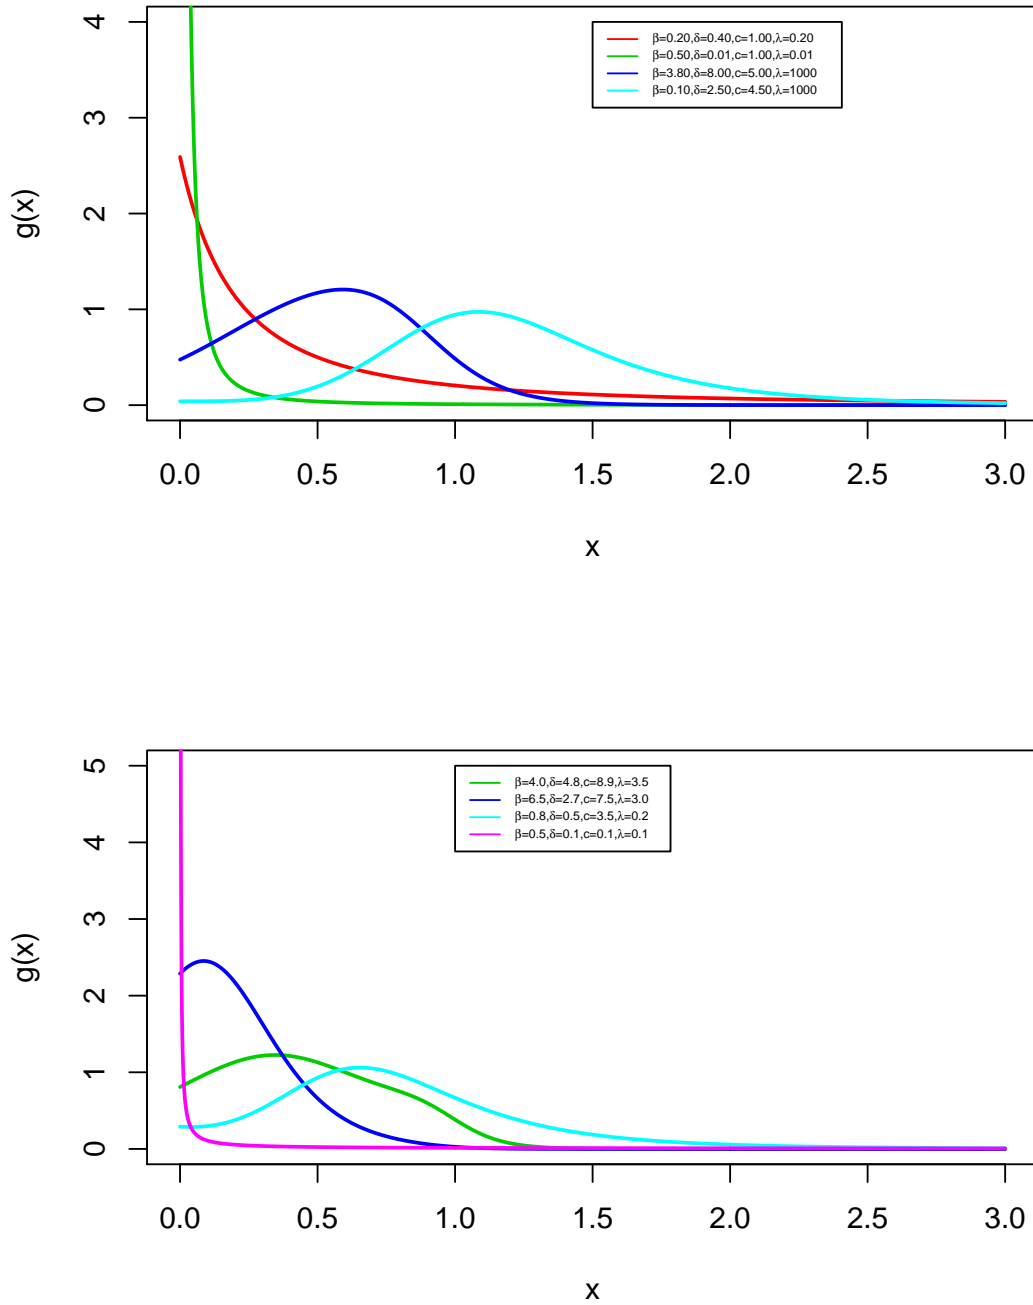 4
3
2
1
0
g(x)
β=0.20,δ=0.40,c=1.00,λ=0.20
β=0.50,δ=0.01,c=1.00,λ=0.01
β=3.80,δ=8.00,c=5.00,λ=1000
β=0.10,δ=2.50,c=4.50,λ=1000
0.0 0.5 1.0 1.5 2.0 2.5 3.0
x
5
4
3
2
1
0
g(x)
β=4.0,δ=4.8,c=8.9,λ=3.5
β=6.5,δ=2.7,c=7.5,λ=3.0
β=0.8,δ=0.5,c=3.5,λ=0.2
β=0.5,δ=0.1,c=0.1,λ=0.1
0.0 0.5 1.0 1.5 2.0 2.5 3.0
x